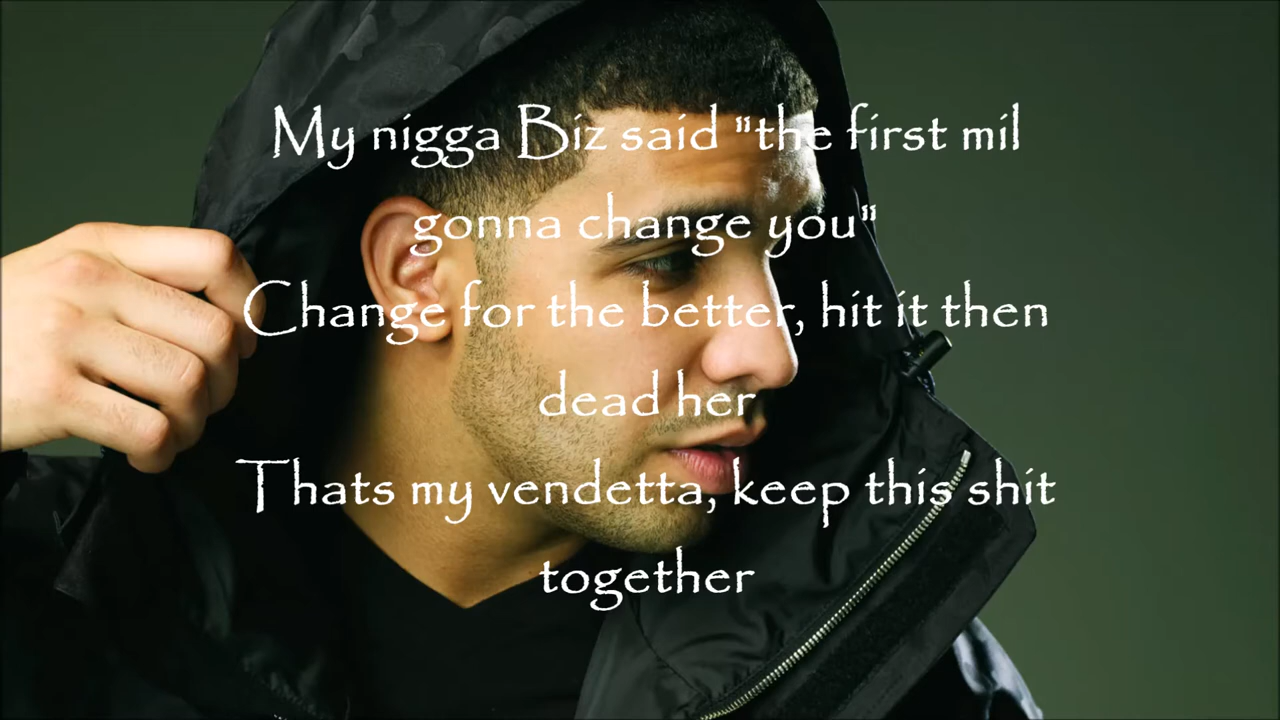 My nigga Biz said "the first mil
gonna change you"
Change for the better, hit it then
dead her
Thats my vendetta, keep this shit
together